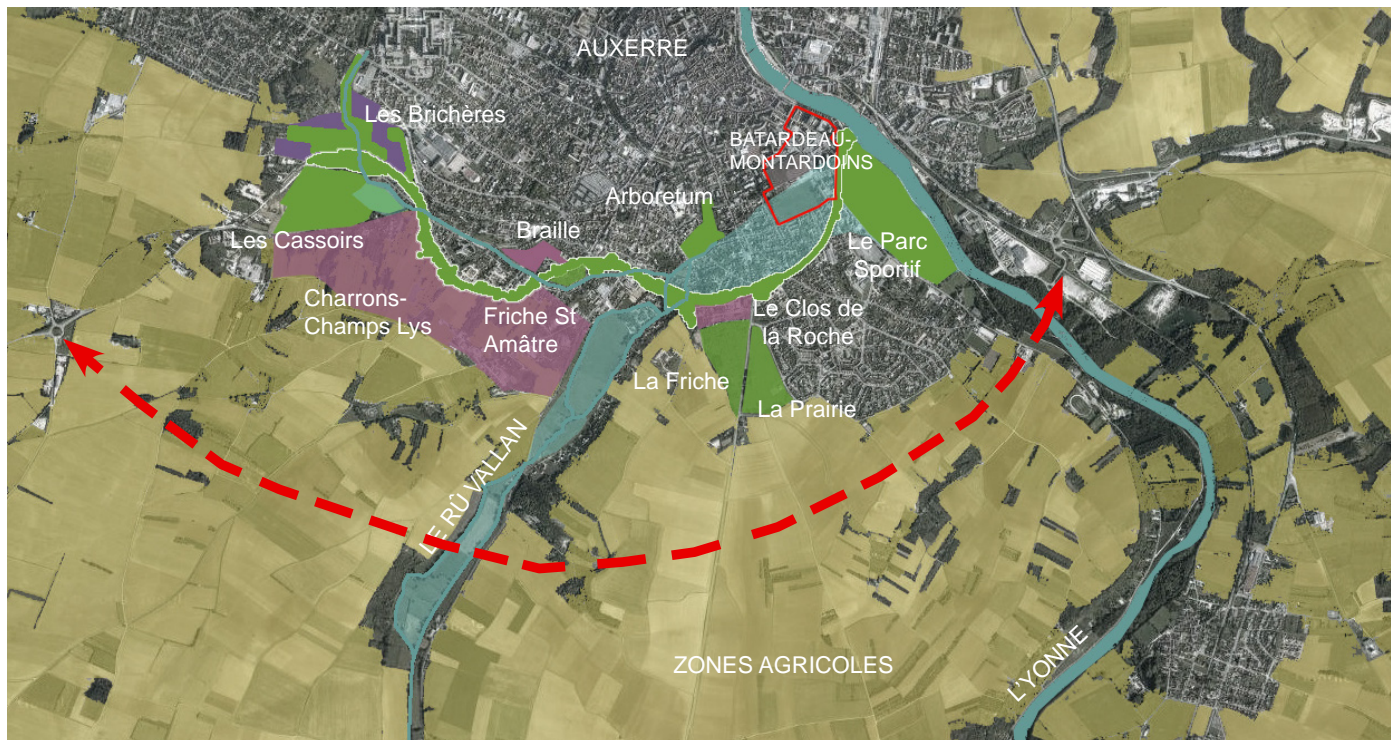 AUXERRE
Les Brichères
BATARDEAU-
MONTARDOINS
Arboretum
Braille
Les Cassoirs
Le Parc
Sportif
Charrons-
Champs Lys
Friche St
Amâtre
Le Clos de
la Roche
La Friche
La Prairie
LE RÛ VALLAN
ZONES AGRICOLES
L'YONNE